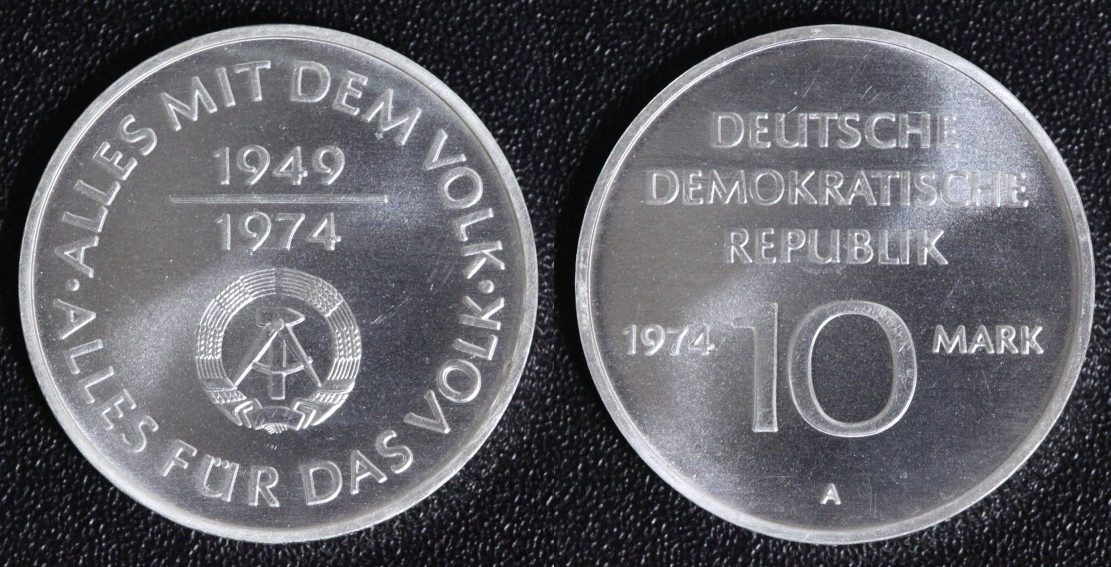 · ALLES MIT DEM VOLK · ALLES FÜR DAS VOLK
1949
1974
DEUTSCHE
DEMOKRATISCHE
REPUBLIK
1974 10 MARK
A